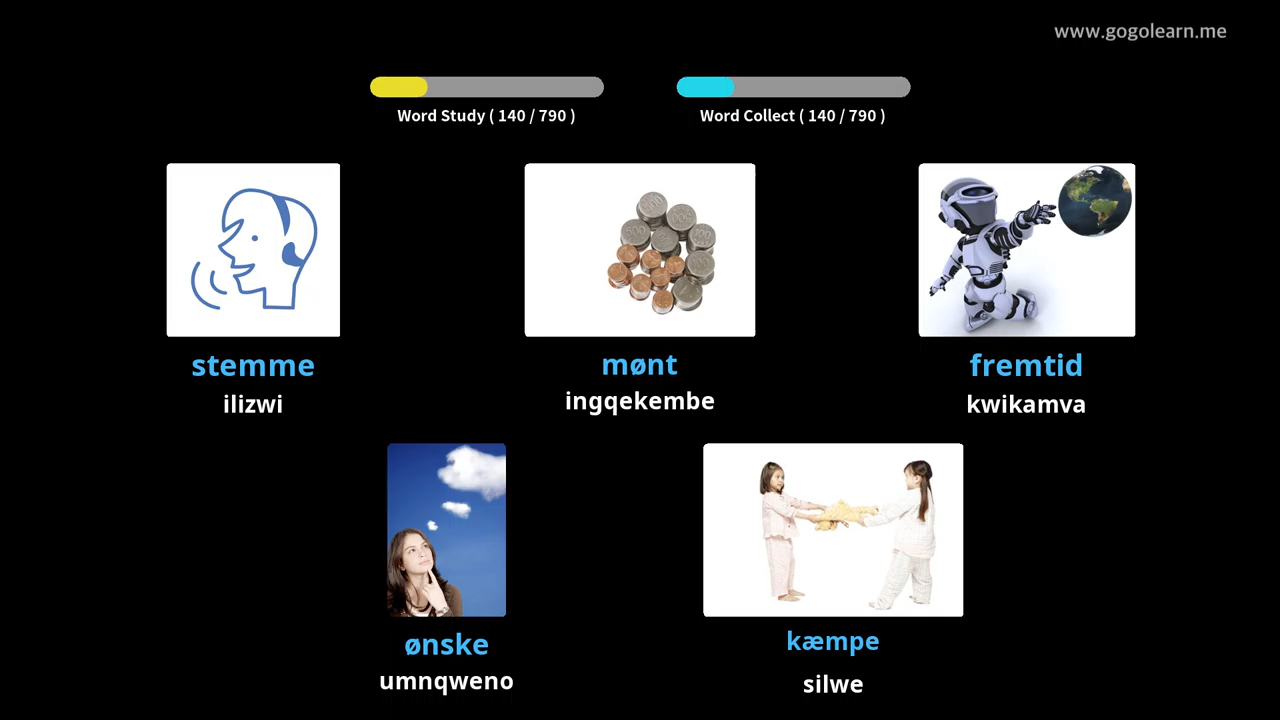 www.gogolearn.me
Word Study ( 140 / 790 )
Word Collect ( 140 / 790 )
stemme
ilizwi
mønt
ingqekembe
fremtid
kwikamva
ønske
umnqweno
kæmpe
silwe